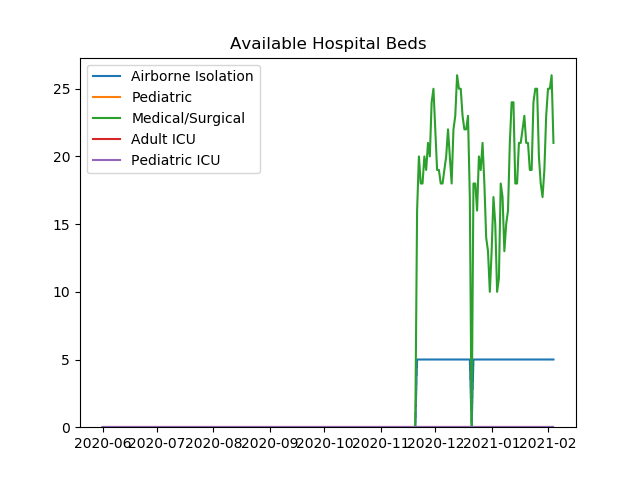 Available Hospital Beds
Airborne Isolation
Pediatric
Medical/Surgical
Adult ICU
Pediatric ICU
25
20
15
10
5
0
2020-06 2020-07 2020-08 2020-09 2020-10 2020-11 2020-12 2021-01 2021-02